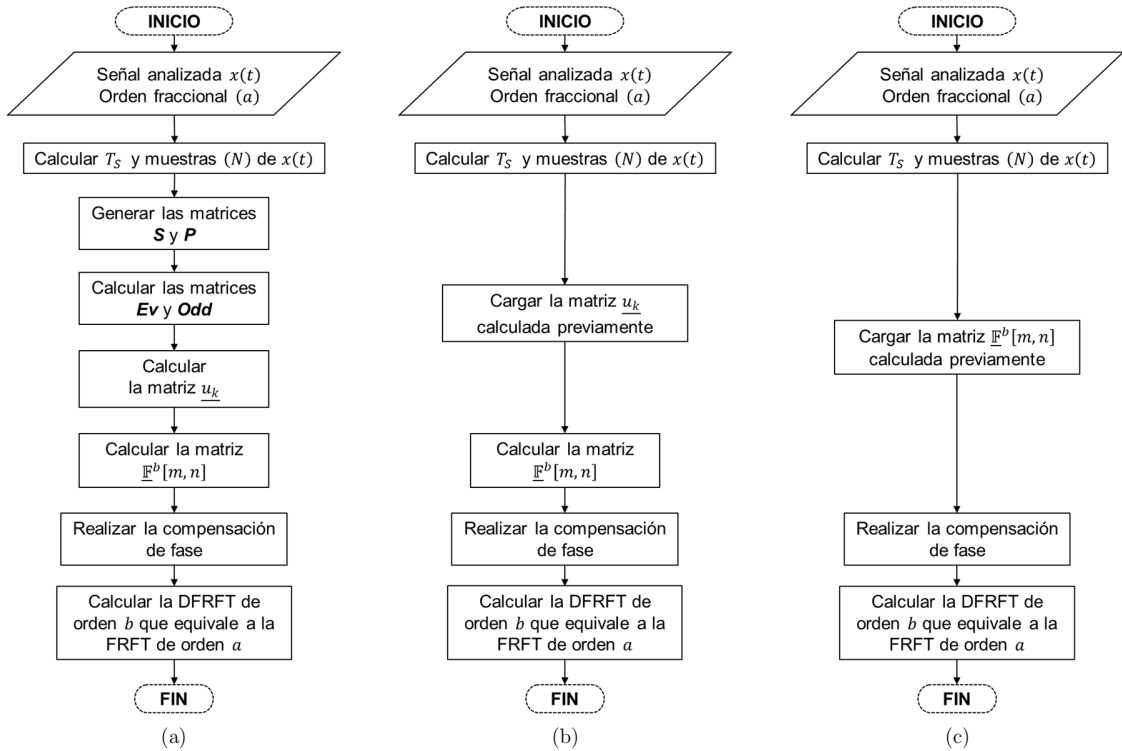 INICIO
Señal analizada x(t)
Orden fraccional (a)
Calcular T_S y muestras (N) de x(t)
Generar las matrices
S y P
Calcular las matrices
Ev y Odd
Calcular
la matriz u_k
Calcular la matriz
𝔽^b[m, n]
Realizar la compensación
de fase
Calcular la DFRFT de
orden b que equivale a la
FRFT de orden a
FIN
(a)
INICIO
Señal analizada x(t)
Orden fraccional (a)
Calcular T_S y muestras (N) de x(t)
Cargar la matriz u_k
calculada previamente
Calcular la matriz
𝔽^b[m, n]
Realizar la compensación
de fase
Calcular la DFRFT de
orden b que equivale a la
FRFT de orden a
FIN
(b)
INICIO
Señal analizada x(t)
Orden fraccional (a)
Calcular T_S y muestras (N) de x(t)
Cargar la matriz 𝔽^b[m, n]
calculada previamente
Realizar la compensación
de fase
Calcular la DFRFT de
orden b que equivale a la
FRFT de orden a
FIN
(c)